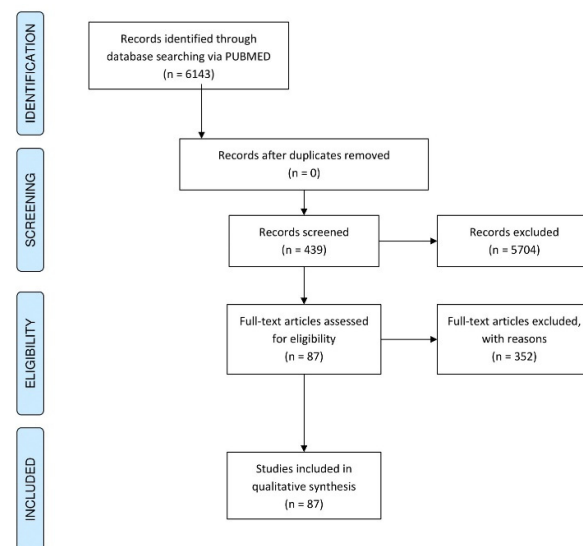 IDENTIFICATION
Records identified through
database searching via PUBMED
(n = 6143)
Records after duplicates removed
(n = 0)
SCREENING
Records screened
(n = 439)
Records excluded
(n = 5704)
ELIGIBILITY
Full-text articles assessed
for eligibility
(n = 87)
Full-text articles excluded,
with reasons
(n = 352)
INCLUDED
Studies included in
qualitative synthesis
(n = 87)